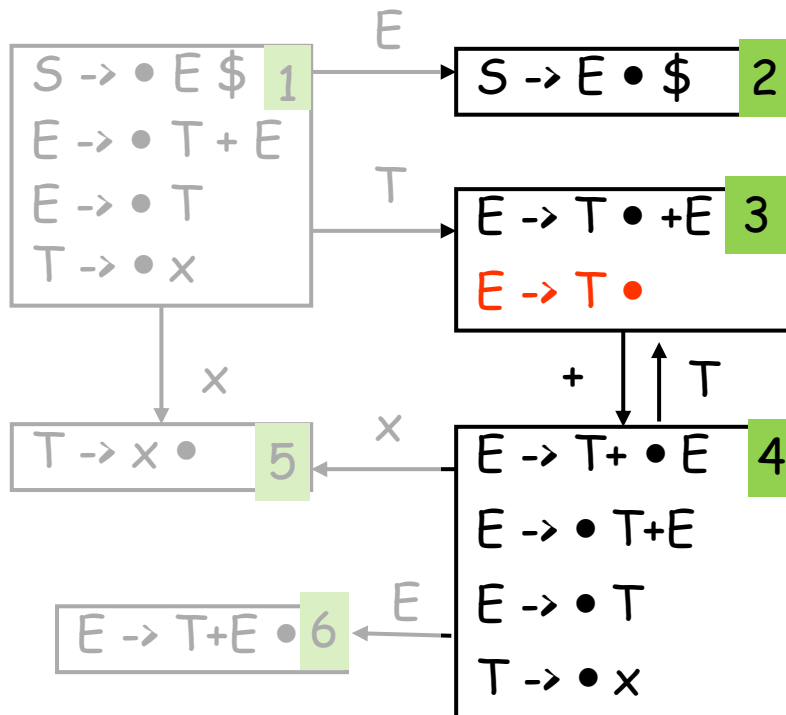 E
S -> • E $ 1
E -> • T + E
E -> • T
T -> • x
S -> E • $ 2
T
E -> T • +E 3
E -> T •
x
+
T
T -> x • 5
x
E -> T+ • E 4
E -> • T+E
E -> • T
T -> • x
E
E -> T+E • 6